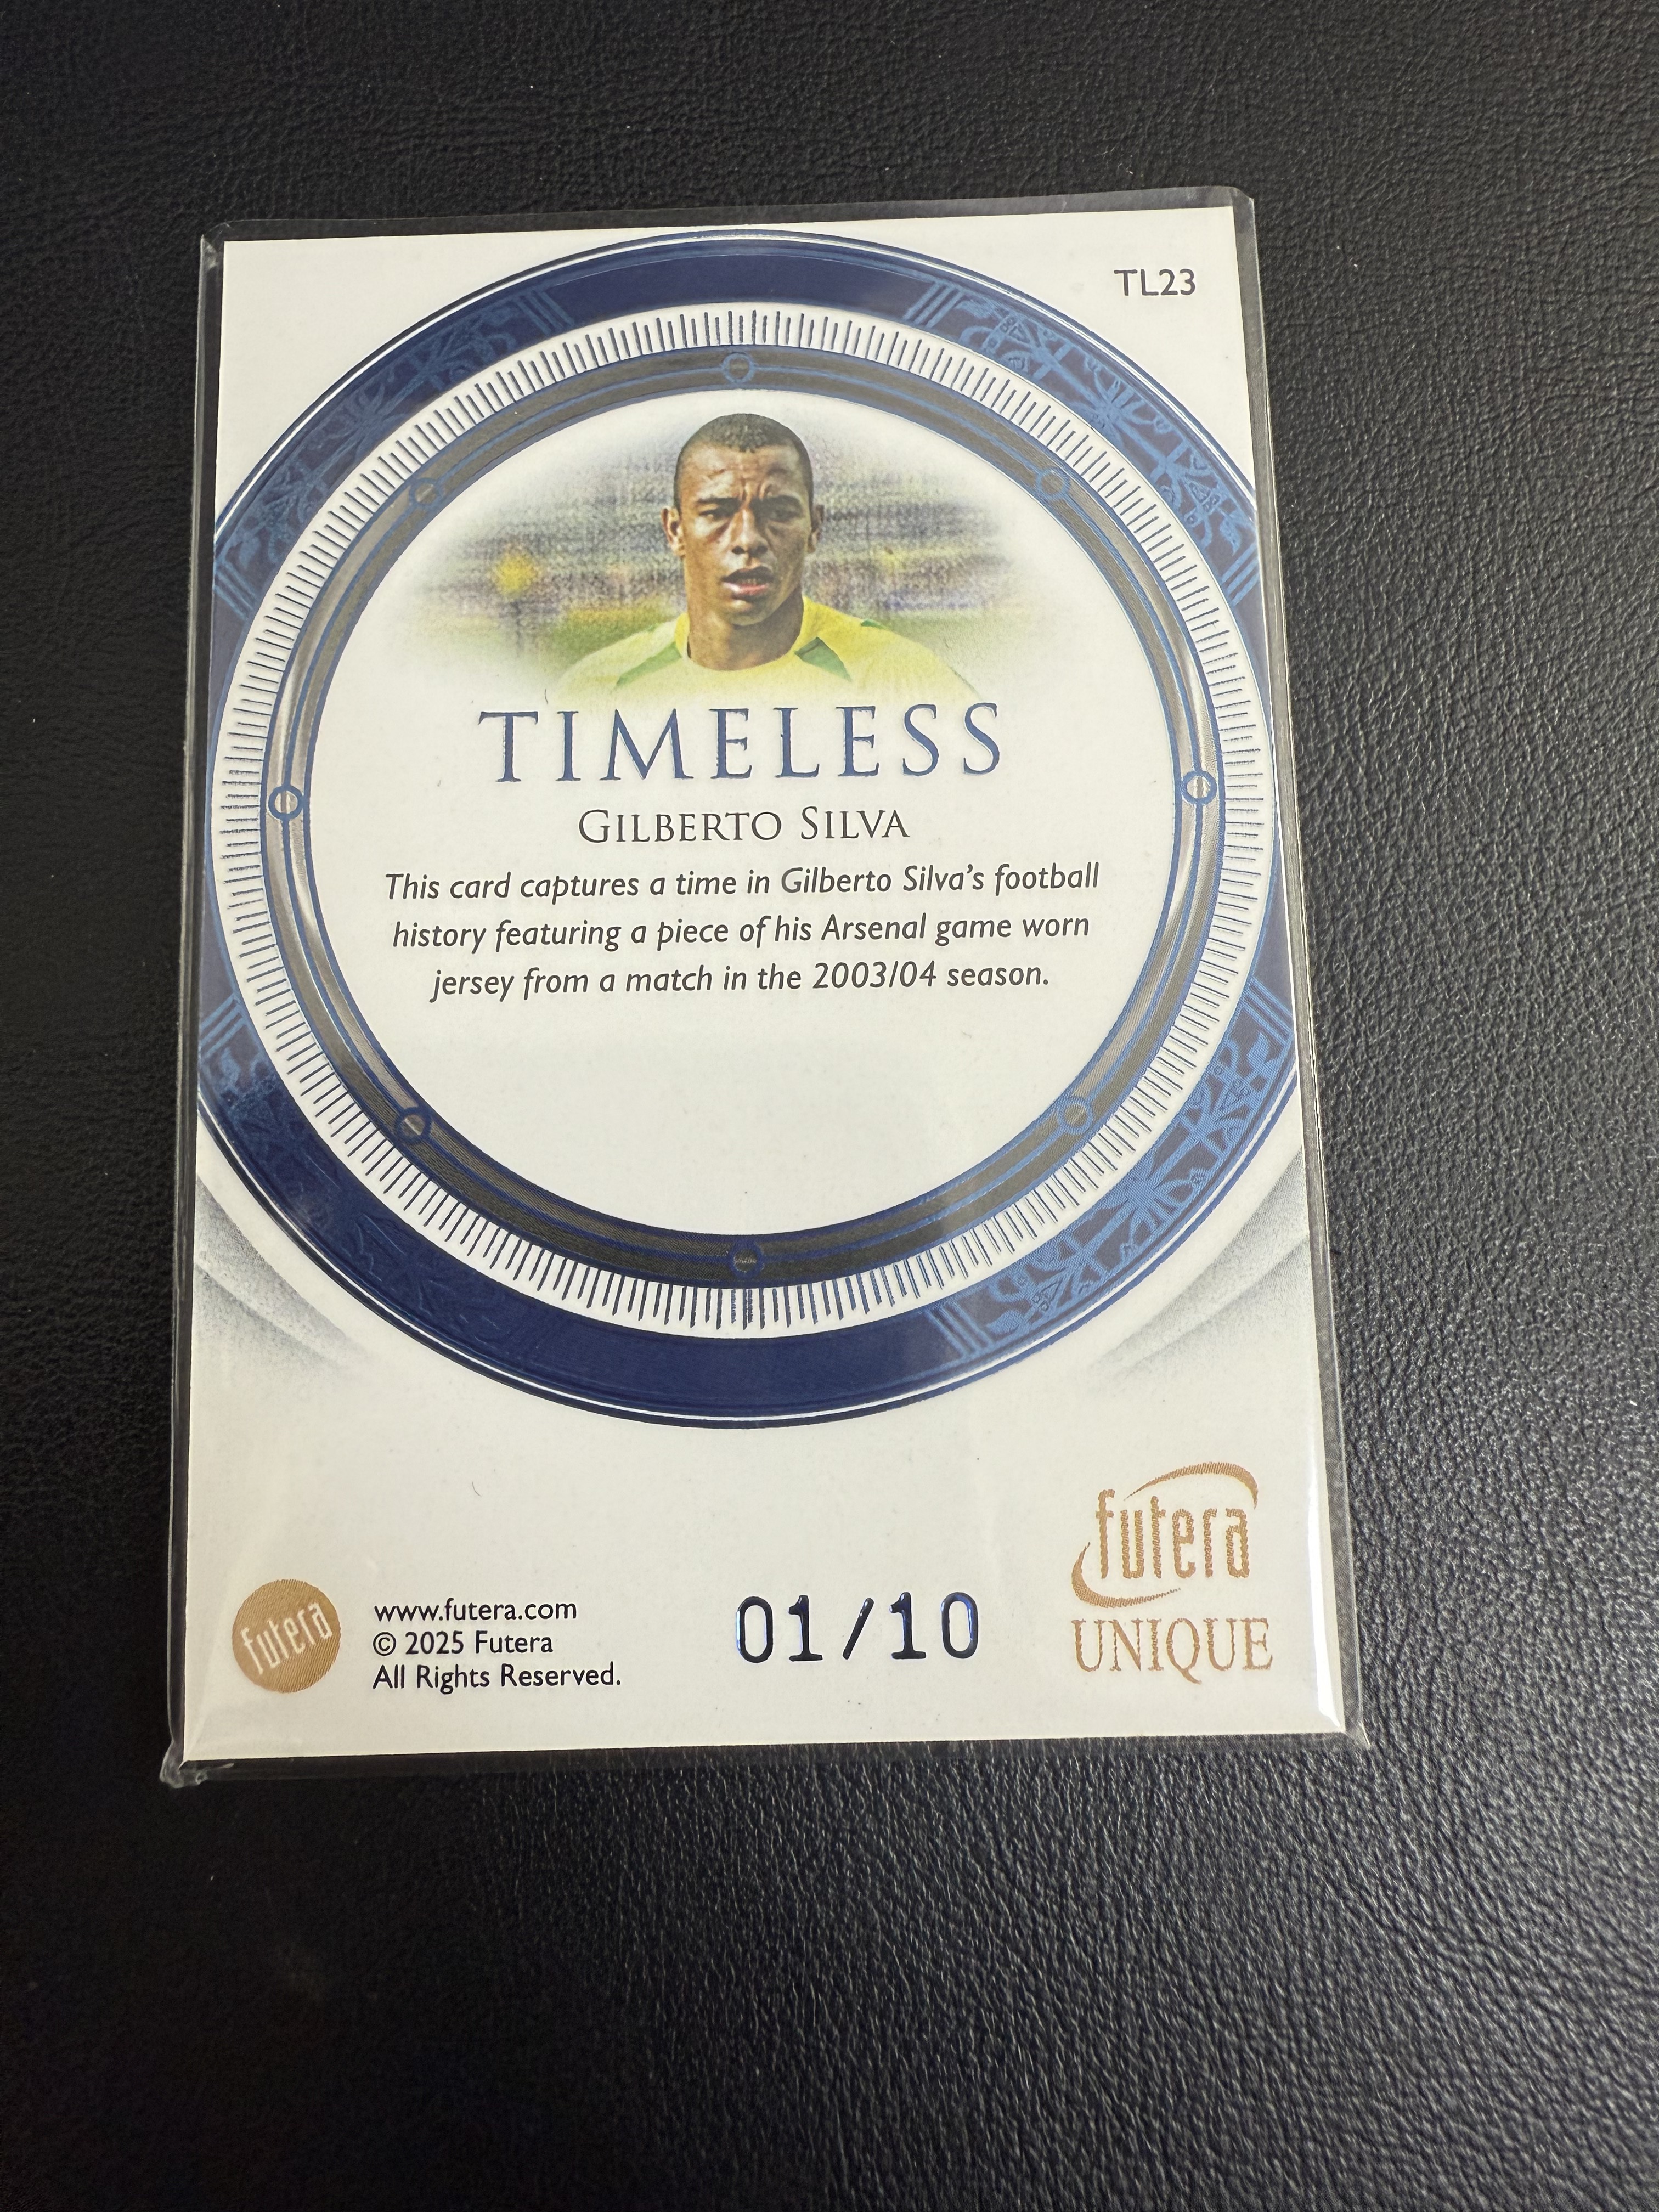 TL23
TIMELESS
GILBERTO SILVA
This card captures a time in Gilberto Silva's football
history featuring a piece of his Arsenal game worn
jersey from a match in the 2003/04 season.
futera
www.futera.com
© 2025 Futera
All Rights Reserved.
01/10
futera
UNIQUE